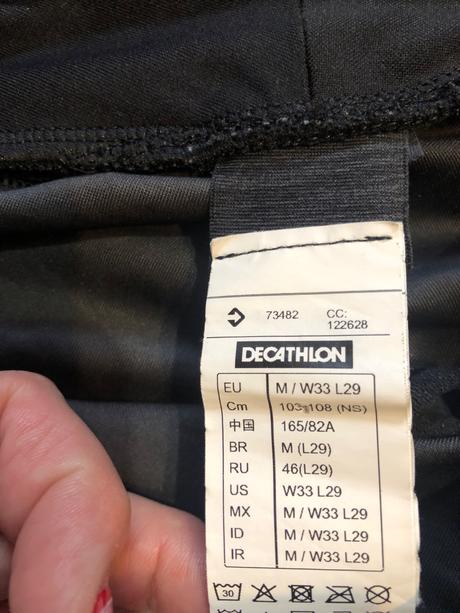 73482 CC: 122628
DECATHLON
EU M / W33 L29
Cm 103-108 (NS)
中国 165/82A
BR M (L29)
RU 46(L29)
US W33 L29
MX M / W33 L29
ID M / W33 L29
IR M / W33 L29
30